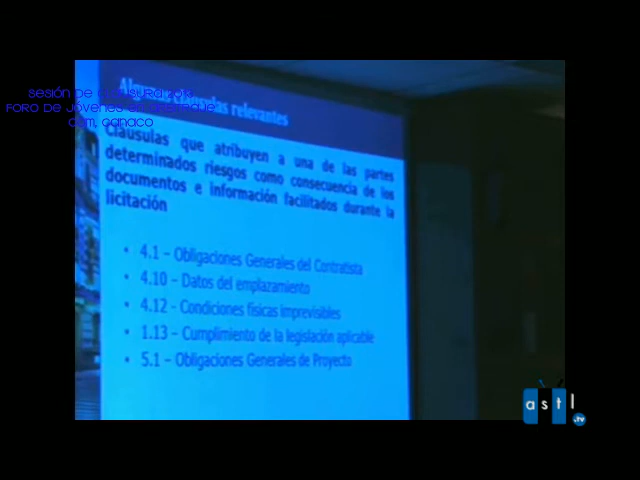 SESIÓN DE CLAUSURA
FORO DE JÓVENES
CAM, CANACO
relevantes
Cláusulas que atribuyen a una de las partes
determinados riesgos como consecuencia de los
documentos e información facilitados durante la
licitación
• 4.1 – Obligaciones Generales del Contratista
• 4.10 – Datos del emplazamiento
• 4.12 – Condiciones físicas imprevisibles
• 1.13 – Cumplimiento de la legislación aplicable
• 5.1 – Obligaciones Generales de Proyecto
astl
.tv